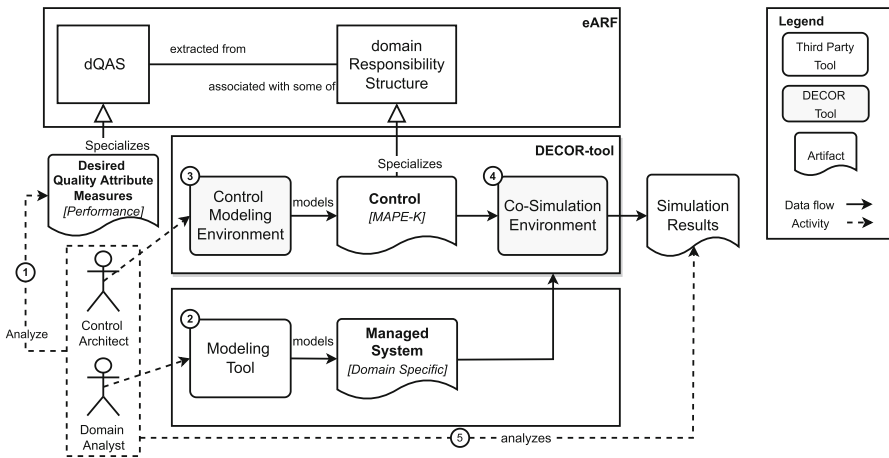 eARF
dQAS
extracted from
associated with some of
domain
Responsibility
Structure
Legend
Third Party
Tool
DECOR
Tool
Artifact
Data flow
Activity
Specializes
Specializes
Desired
Quality Attribute
Measures
[Performance]
DECOR-tool
3
Control
Modeling
Environment
models
Control
[MAPE-K]
4
Co-Simulation
Environment
Simulation
Results
1
Analyze
Control
Architect
Domain
Analyst
2
Modeling
Tool
models
Managed
System
[Domain Specific]
5
analyzes